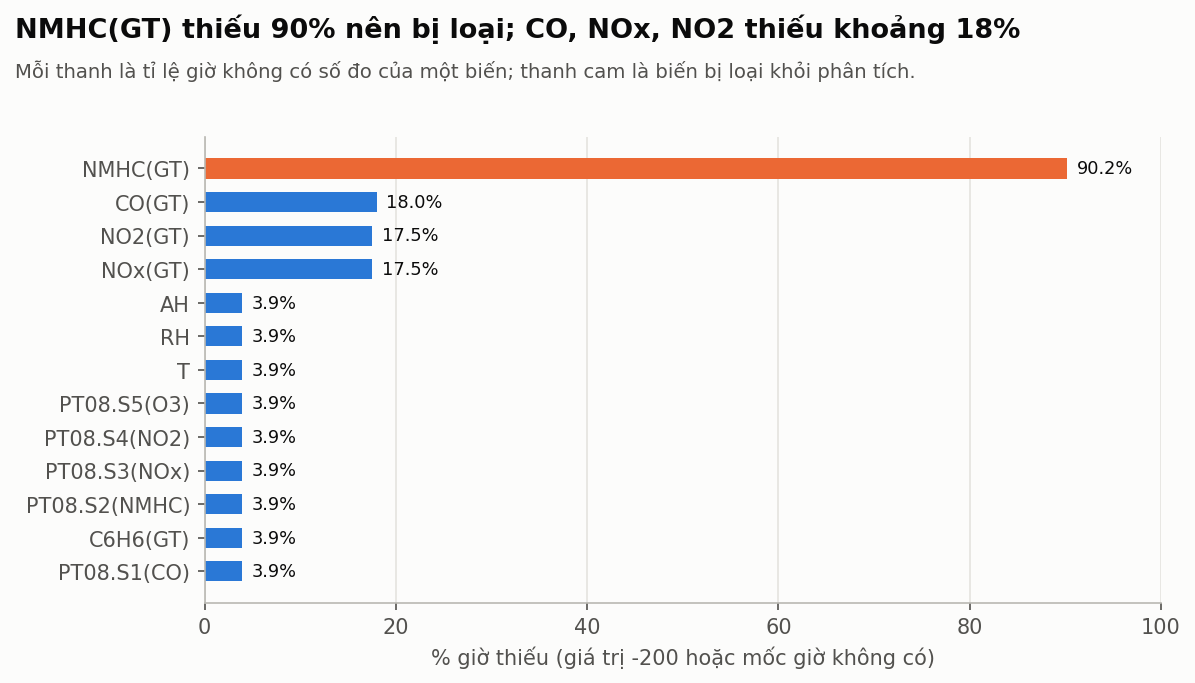 NMHC(GT) thiếu 90% nên bị loại; CO, NOx, NO2 thiếu khoảng 18%
Mỗi thanh là tỉ lệ giờ không có số đo của một biến; thanh cam là biến bị loại khỏi phân tích.
NMHC(GT) 90.2%
CO(GT) 18.0%
NO2(GT) 17.5%
NOx(GT) 17.5%
AH 3.9%
RH 3.9%
T 3.9%
PT08.S5(O3) 3.9%
PT08.S4(NO2) 3.9%
PT08.S3(NOx) 3.9%
PT08.S2(NMHC) 3.9%
C6H6(GT) 3.9%
PT08.S1(CO) 3.9%
0 20 40 60 80 100
% giờ thiếu (giá trị -200 hoặc mốc giờ không có)